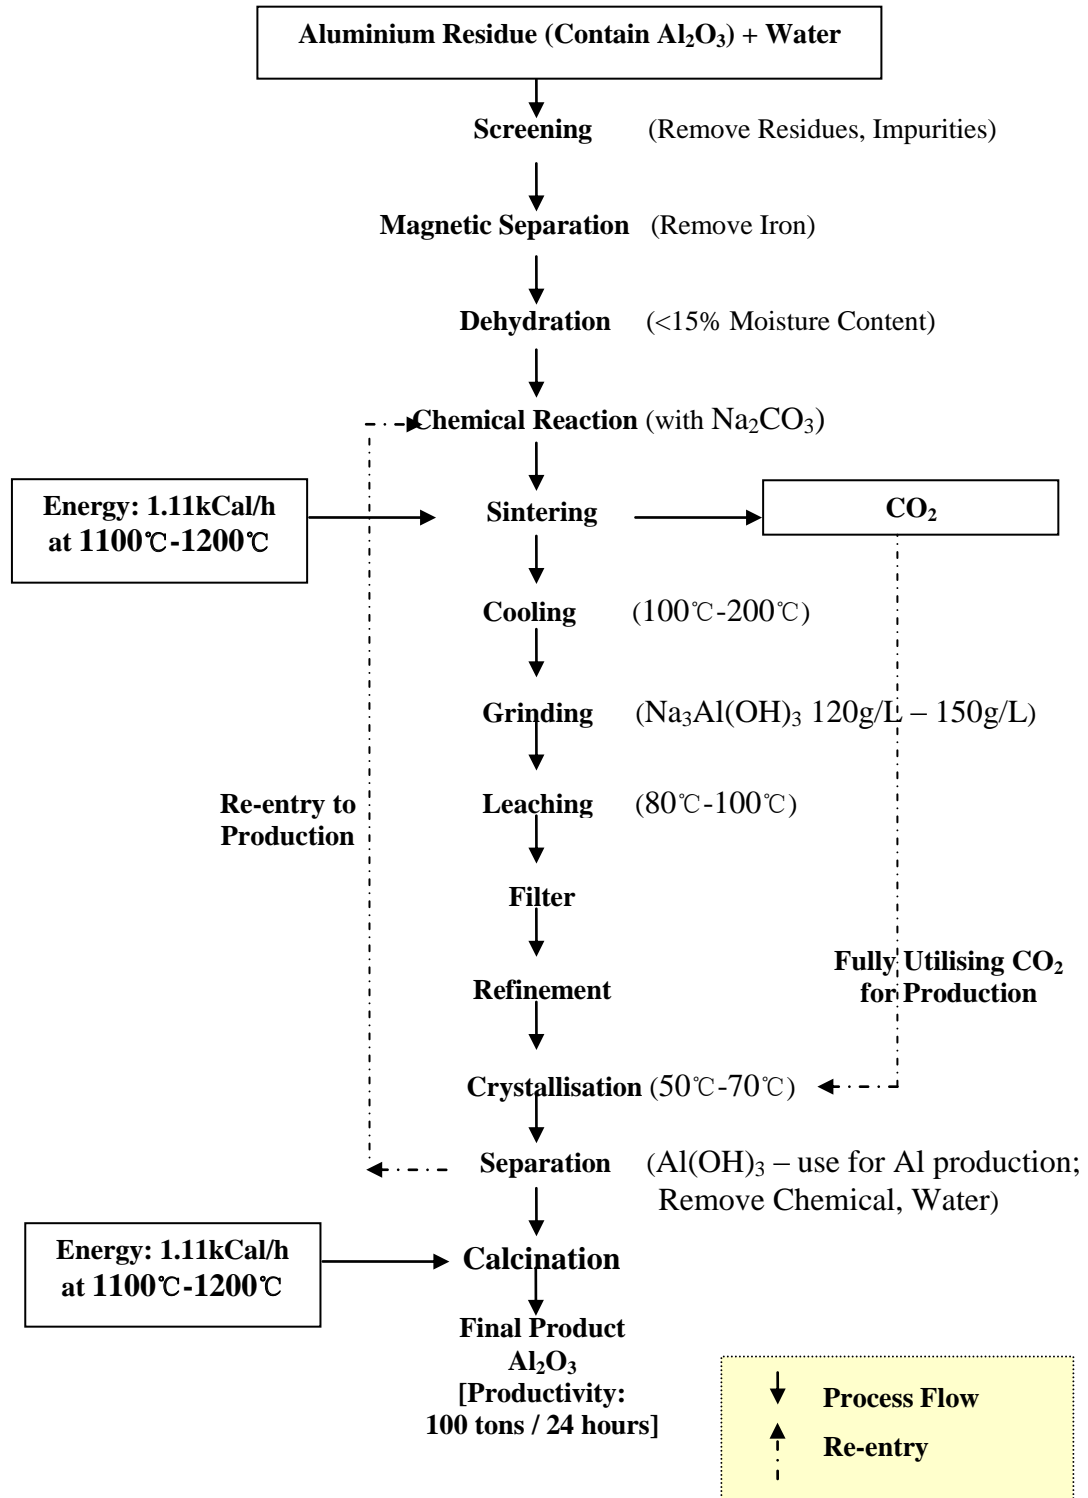 Aluminium Residue (Contain Al₂O₃) + Water
Screening (Remove Residues, Impurities)
Magnetic Separation (Remove Iron)
Dehydration (<15% Moisture Content)
Chemical Reaction (with Na₂CO₃)
Energy: 1.11kCal/h
at 1100℃-1200℃
Sintering
CO₂
Cooling (100℃-200℃)
Grinding (Na₃Al(OH)₃ 120g/L – 150g/L)
Leaching (80℃-100℃)
Re-entry to
Production
Filter
Refinement
Fully Utilising CO₂
for Production
Crystallisation (50℃-70℃)
Separation (Al(OH)₃ – use for Al production;
Remove Chemical, Water)
Energy: 1.11kCal/h
at 1100℃-1200℃
Calcination
Final Product
Al₂O₃
[Productivity:
100 tons / 24 hours]
Process Flow
Re-entry